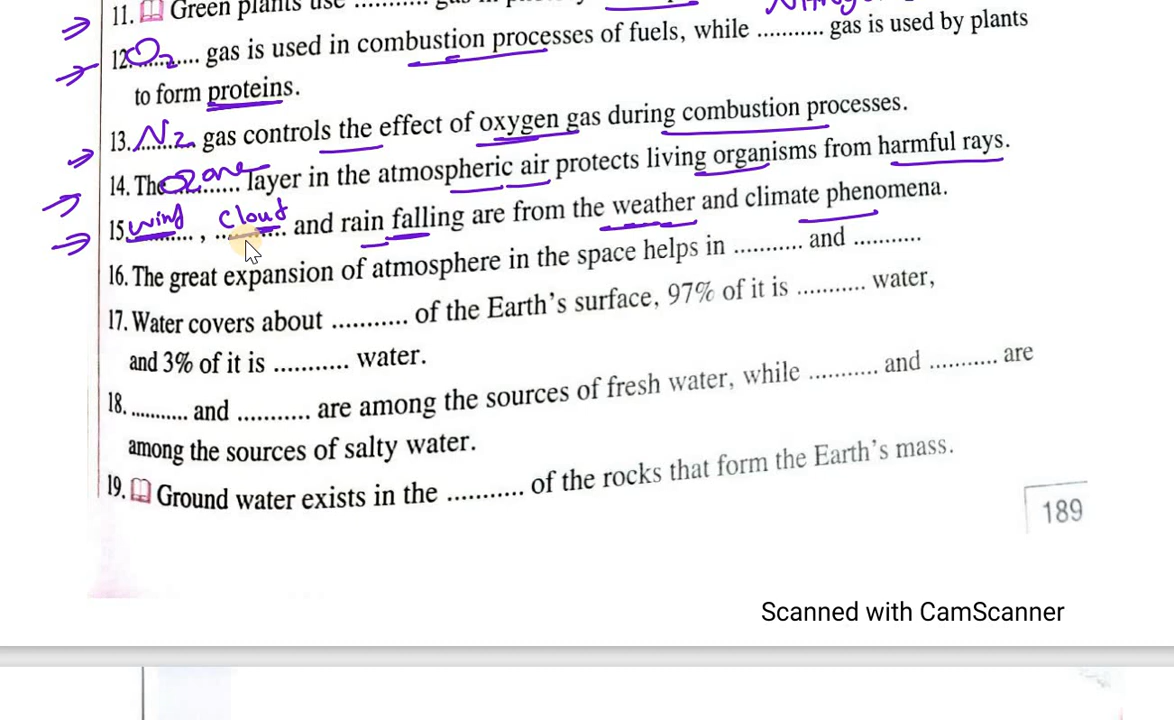 11. Green plants use ...........
12. O₂ .... gas is used in combustion processes of fuels, while ........... gas is used by plants
to form proteins.
13. N₂ gas controls the effect of oxygen gas during combustion processes.
14. The Ozone ...... layer in the atmospheric air protects living organisms from harmful rays.
15. wind ...., cloud .... and rain falling are from the weather and climate phenomena.
16. The great expansion of atmosphere in the space helps in ........... and ...........
17. Water covers about ........... of the Earth's surface, 97% of it is ........... water,
and 3% of it is ........... water.
18. ........... and ........... are among the sources of fresh water, while ........... and ........... are
among the sources of salty water.
19. Ground water exists in the ........... of the rocks that form the Earth's mass.
189
Scanned with CamScanner